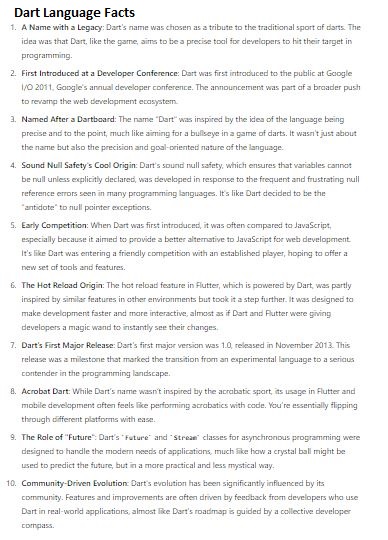 Dart Language Facts
1. A Name with a Legacy: Dart's name was chosen as a tribute to the traditional sport of darts. The
idea was that Dart, like the game, aims to be a precise tool for developers to hit their target in
programming.
2. First Introduced at a Developer Conference: Dart was first introduced to the public at Google
I/O 2011, Google's annual developer conference. The announcement was part of a broader push
to revamp the web development ecosystem.
3. Named After a Dartboard: The name "Dart" was inspired by the idea of the language being
precise and to the point, much like aiming for a bullseye in a game of darts. It wasn't just about
the name but also the precision and goal-oriented nature of the language.
4. Sound Null Safety's Cool Origin: Dart's sound null safety, which ensures that variables cannot
be null unless explicitly declared, was developed in response to the frequent and frustrating null
reference errors seen in many programming languages. It's like Dart decided to be the
"antidote" to null pointer exceptions.
5. Early Competition: When Dart was first introduced, it was often compared to JavaScript,
especially because it aimed to provide a better alternative to JavaScript for web development.
It's like Dart was entering a friendly competition with an established player, hoping to offer a
new set of tools and features.
6. The Hot Reload Origin: The hot reload feature in Flutter, which is powered by Dart, was partly
inspired by similar features in other environments but took it a step further. It was designed to
make development faster and more interactive, almost as if Dart and Flutter were giving
developers a magic wand to instantly see their changes.
7. Dart's First Major Release: Dart's first major version was 1.0, released in November 2013. This
release was a milestone that marked the transition from an experimental language to a serious
contender in the programming landscape.
8. Acrobat Dart: While Dart's name wasn't inspired by the acrobatic sport, its usage in Flutter and
mobile development often feels like performing acrobatics with code. You're essentially flipping
through different platforms with ease.
9. The Role of "Future": Dart's `Future` and `Stream` classes for asynchronous programming were
designed to handle the modern needs of applications, much like how a crystal ball might be
used to predict the future, but in a more practical and less mystical way.
10. Community-Driven Evolution: Dart's evolution has been significantly influenced by its
community. Features and improvements are often driven by feedback from developers who use
Dart in real-world applications, almost like Dart's roadmap is guided by a collective developer
compass.